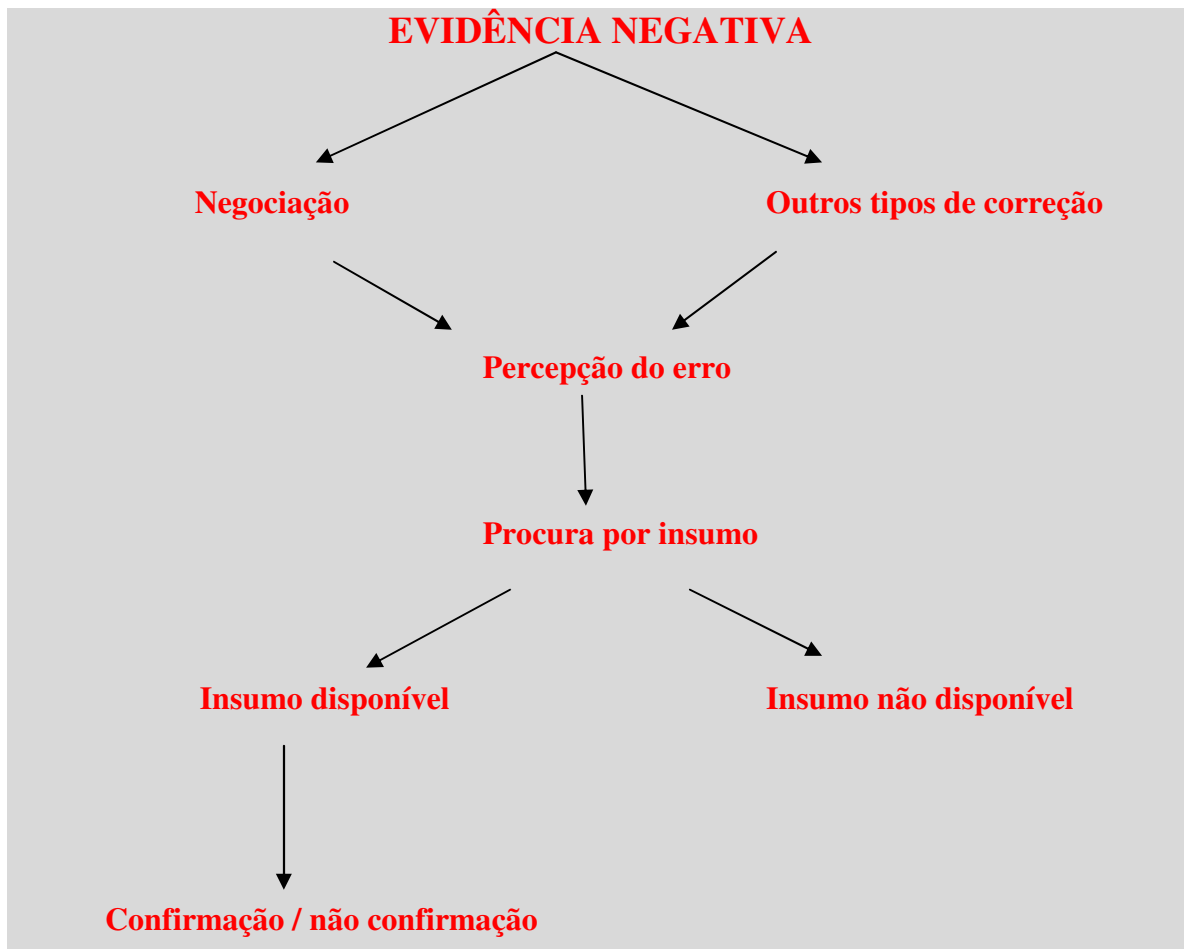 EVIDÊNCIA NEGATIVA
Negociação
Outros tipos de correção
Percepção do erro
Procura por insumo
Insumo disponível
Insumo não disponível
Confirmação / não confirmação